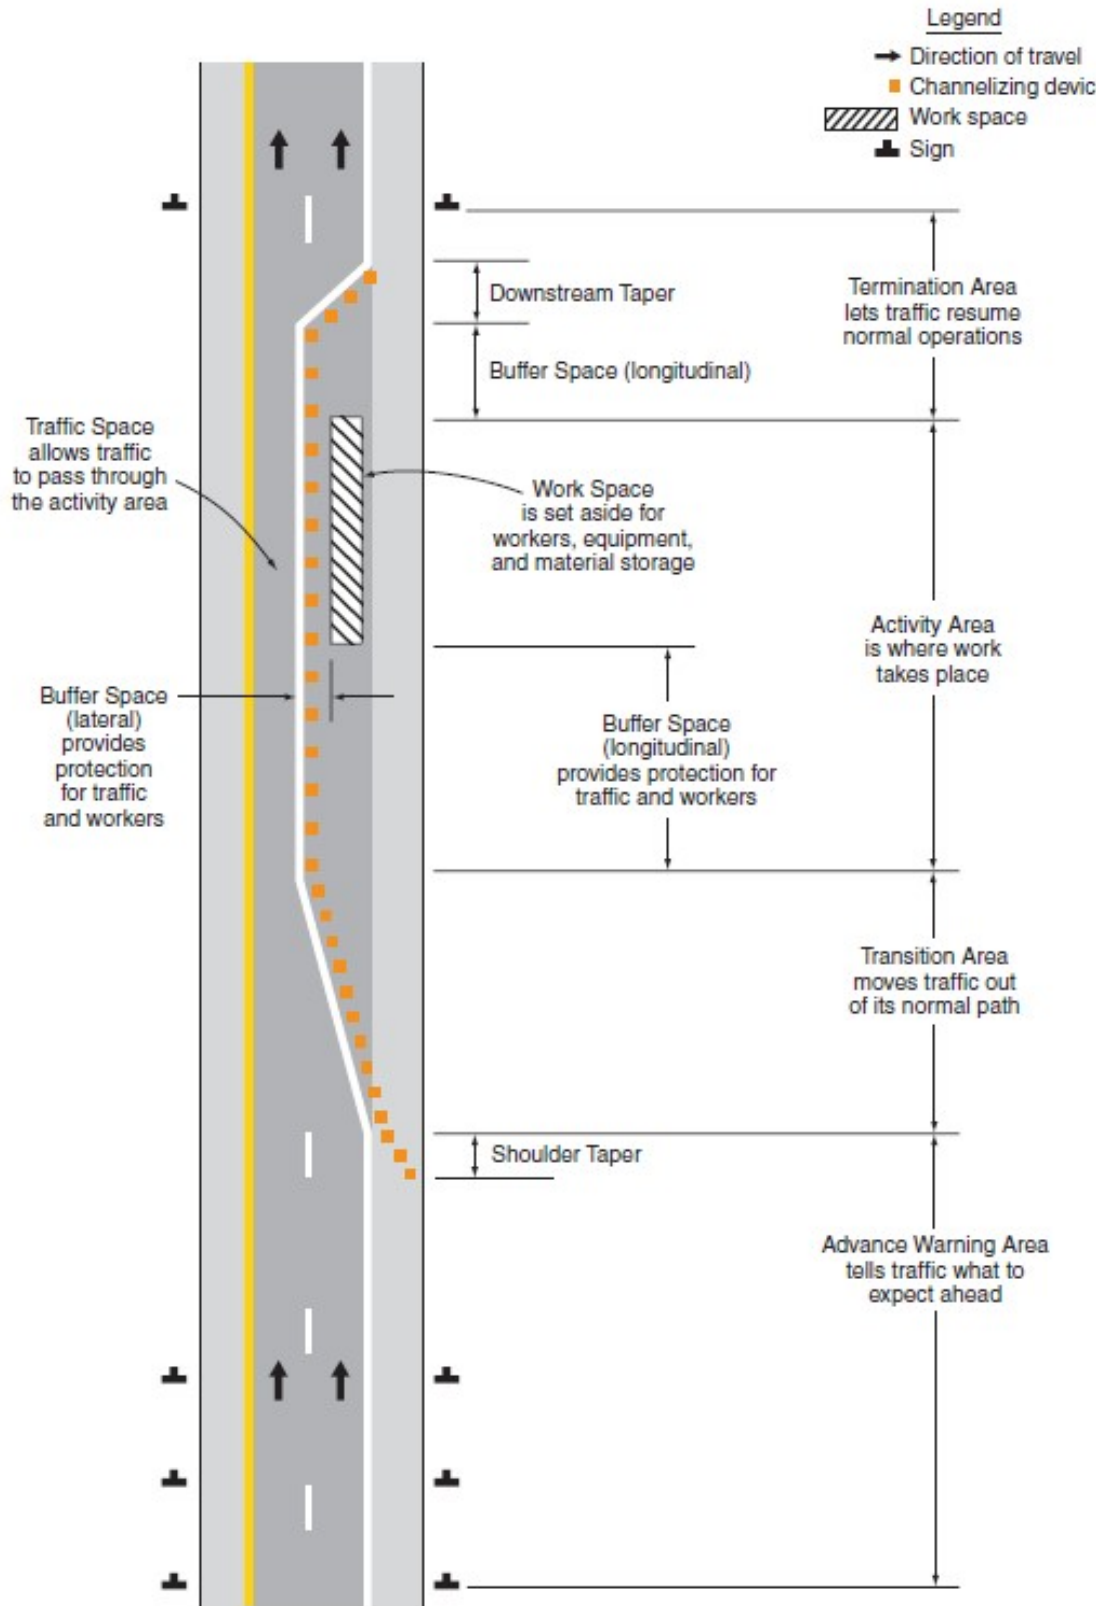 Legend
Direction of travel
Channelizing devic
Work space
Sign
Downstream Taper
Termination Area
lets traffic resume
normal operations
Buffer Space (longitudinal)
Traffic Space
allows traffic
to pass through
the activity area
Work Space
is set aside for
workers, equipment,
and material storage
Activity Area
is where work
takes place
Buffer Space
(lateral)
provides
protection
for traffic
and workers
Buffer Space
(longitudinal)
provides protection for
traffic and workers
Transition Area
moves traffic out
of its normal path
Shoulder Taper
Advance Warning Area
tells traffic what to
expect ahead